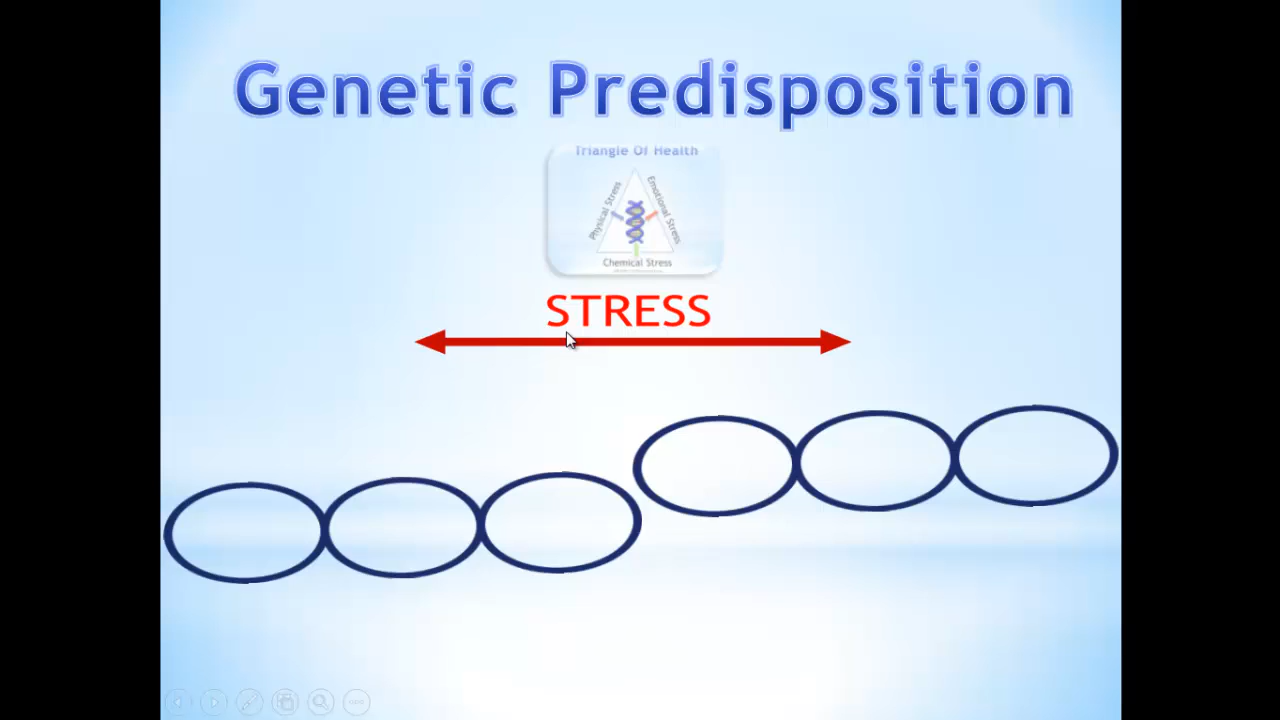 Genetic Predisposition
Triangle Of Health
Physical Stress
Emotional Stress
Chemical Stress
STRESS